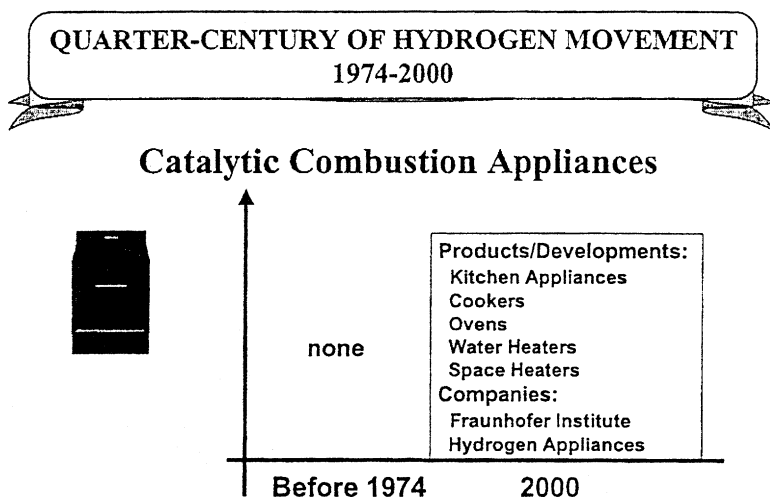 QUARTER-CENTURY OF HYDROGEN MOVEMENT
1974-2000
Catalytic Combustion Appliances
none
Products/Developments:
Kitchen Appliances
Cookers
Ovens
Water Heaters
Space Heaters
Companies:
Fraunhofer Institute
Hydrogen Appliances
Before 1974
2000